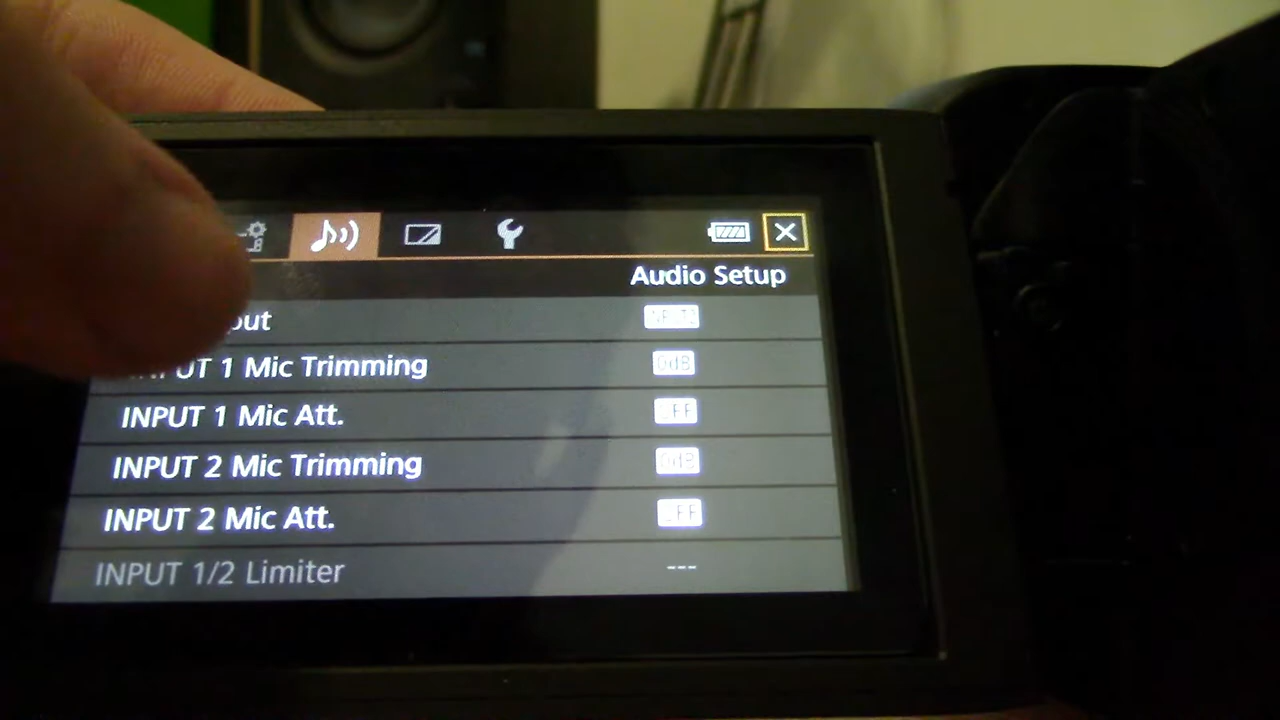 Audio Setup
INPUT 1 Mic Trimming 0dB
INPUT 1 Mic Att.
INPUT 2 Mic Trimming 0dB
INPUT 2 Mic Att.
INPUT 1/2 Limiter ---